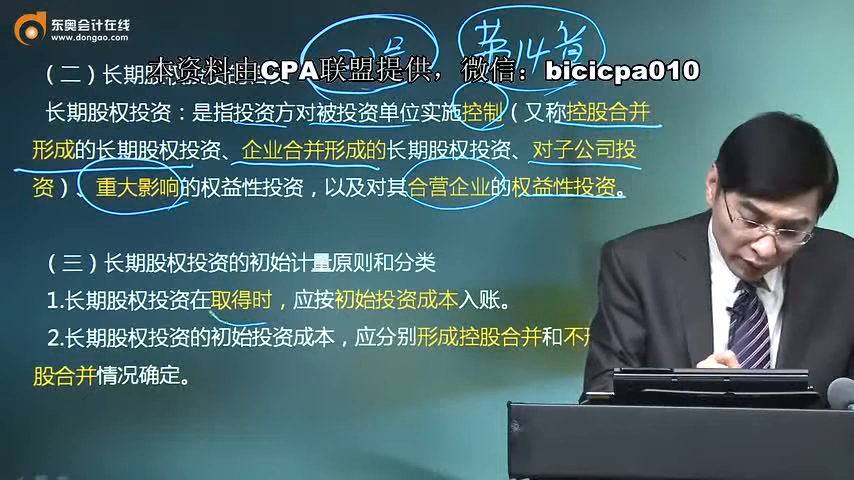 东奥会计在线
www.dongao.com
第14章
（二）长期股权投资的含义
本资料由CPA联盟提供，微信：bicicpa010
长期股权投资：是指投资方对被投资单位实施控制（又称控股合并
形成的长期股权投资、企业合并形成的长期股权投资、对子公司投
资）、重大影响的权益性投资，以及对其合营企业的权益性投资。
（三）长期股权投资的初始计量原则和分类
1.长期股权投资在取得时，应按初始投资成本入账。
2.长期股权投资的初始投资成本，应分别形成控股合并和不形
股合并情况确定。